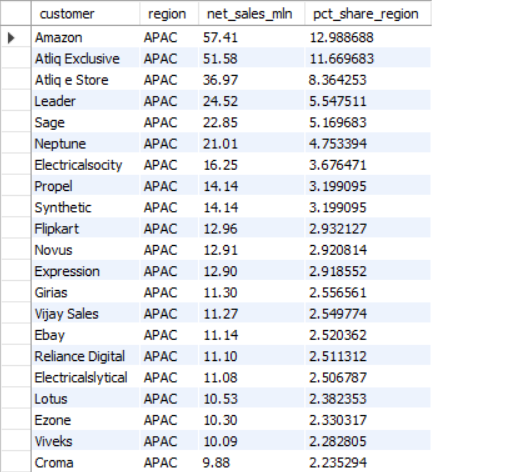 customer region net_sales_mln pct_share_region
Amazon APAC 57.41 12.988688
Atliq Exclusive APAC 51.58 11.669683
Atliq e Store APAC 36.97 8.364253
Leader APAC 24.52 5.547511
Sage APAC 22.85 5.169683
Neptune APAC 21.01 4.753394
Electricalsocity APAC 16.25 3.676471
Propel APAC 14.14 3.199095
Synthetic APAC 14.14 3.199095
Flipkart APAC 12.96 2.932127
Novus APAC 12.91 2.920814
Expression APAC 12.90 2.918552
Girias APAC 11.30 2.556561
Vijay Sales APAC 11.27 2.549774
Ebay APAC 11.14 2.520362
Reliance Digital APAC 11.10 2.511312
Electricalslytical APAC 11.08 2.506787
Lotus APAC 10.53 2.382353
Ezone APAC 10.30 2.330317
Viveks APAC 10.09 2.282805
Croma APAC 9.88 2.235294